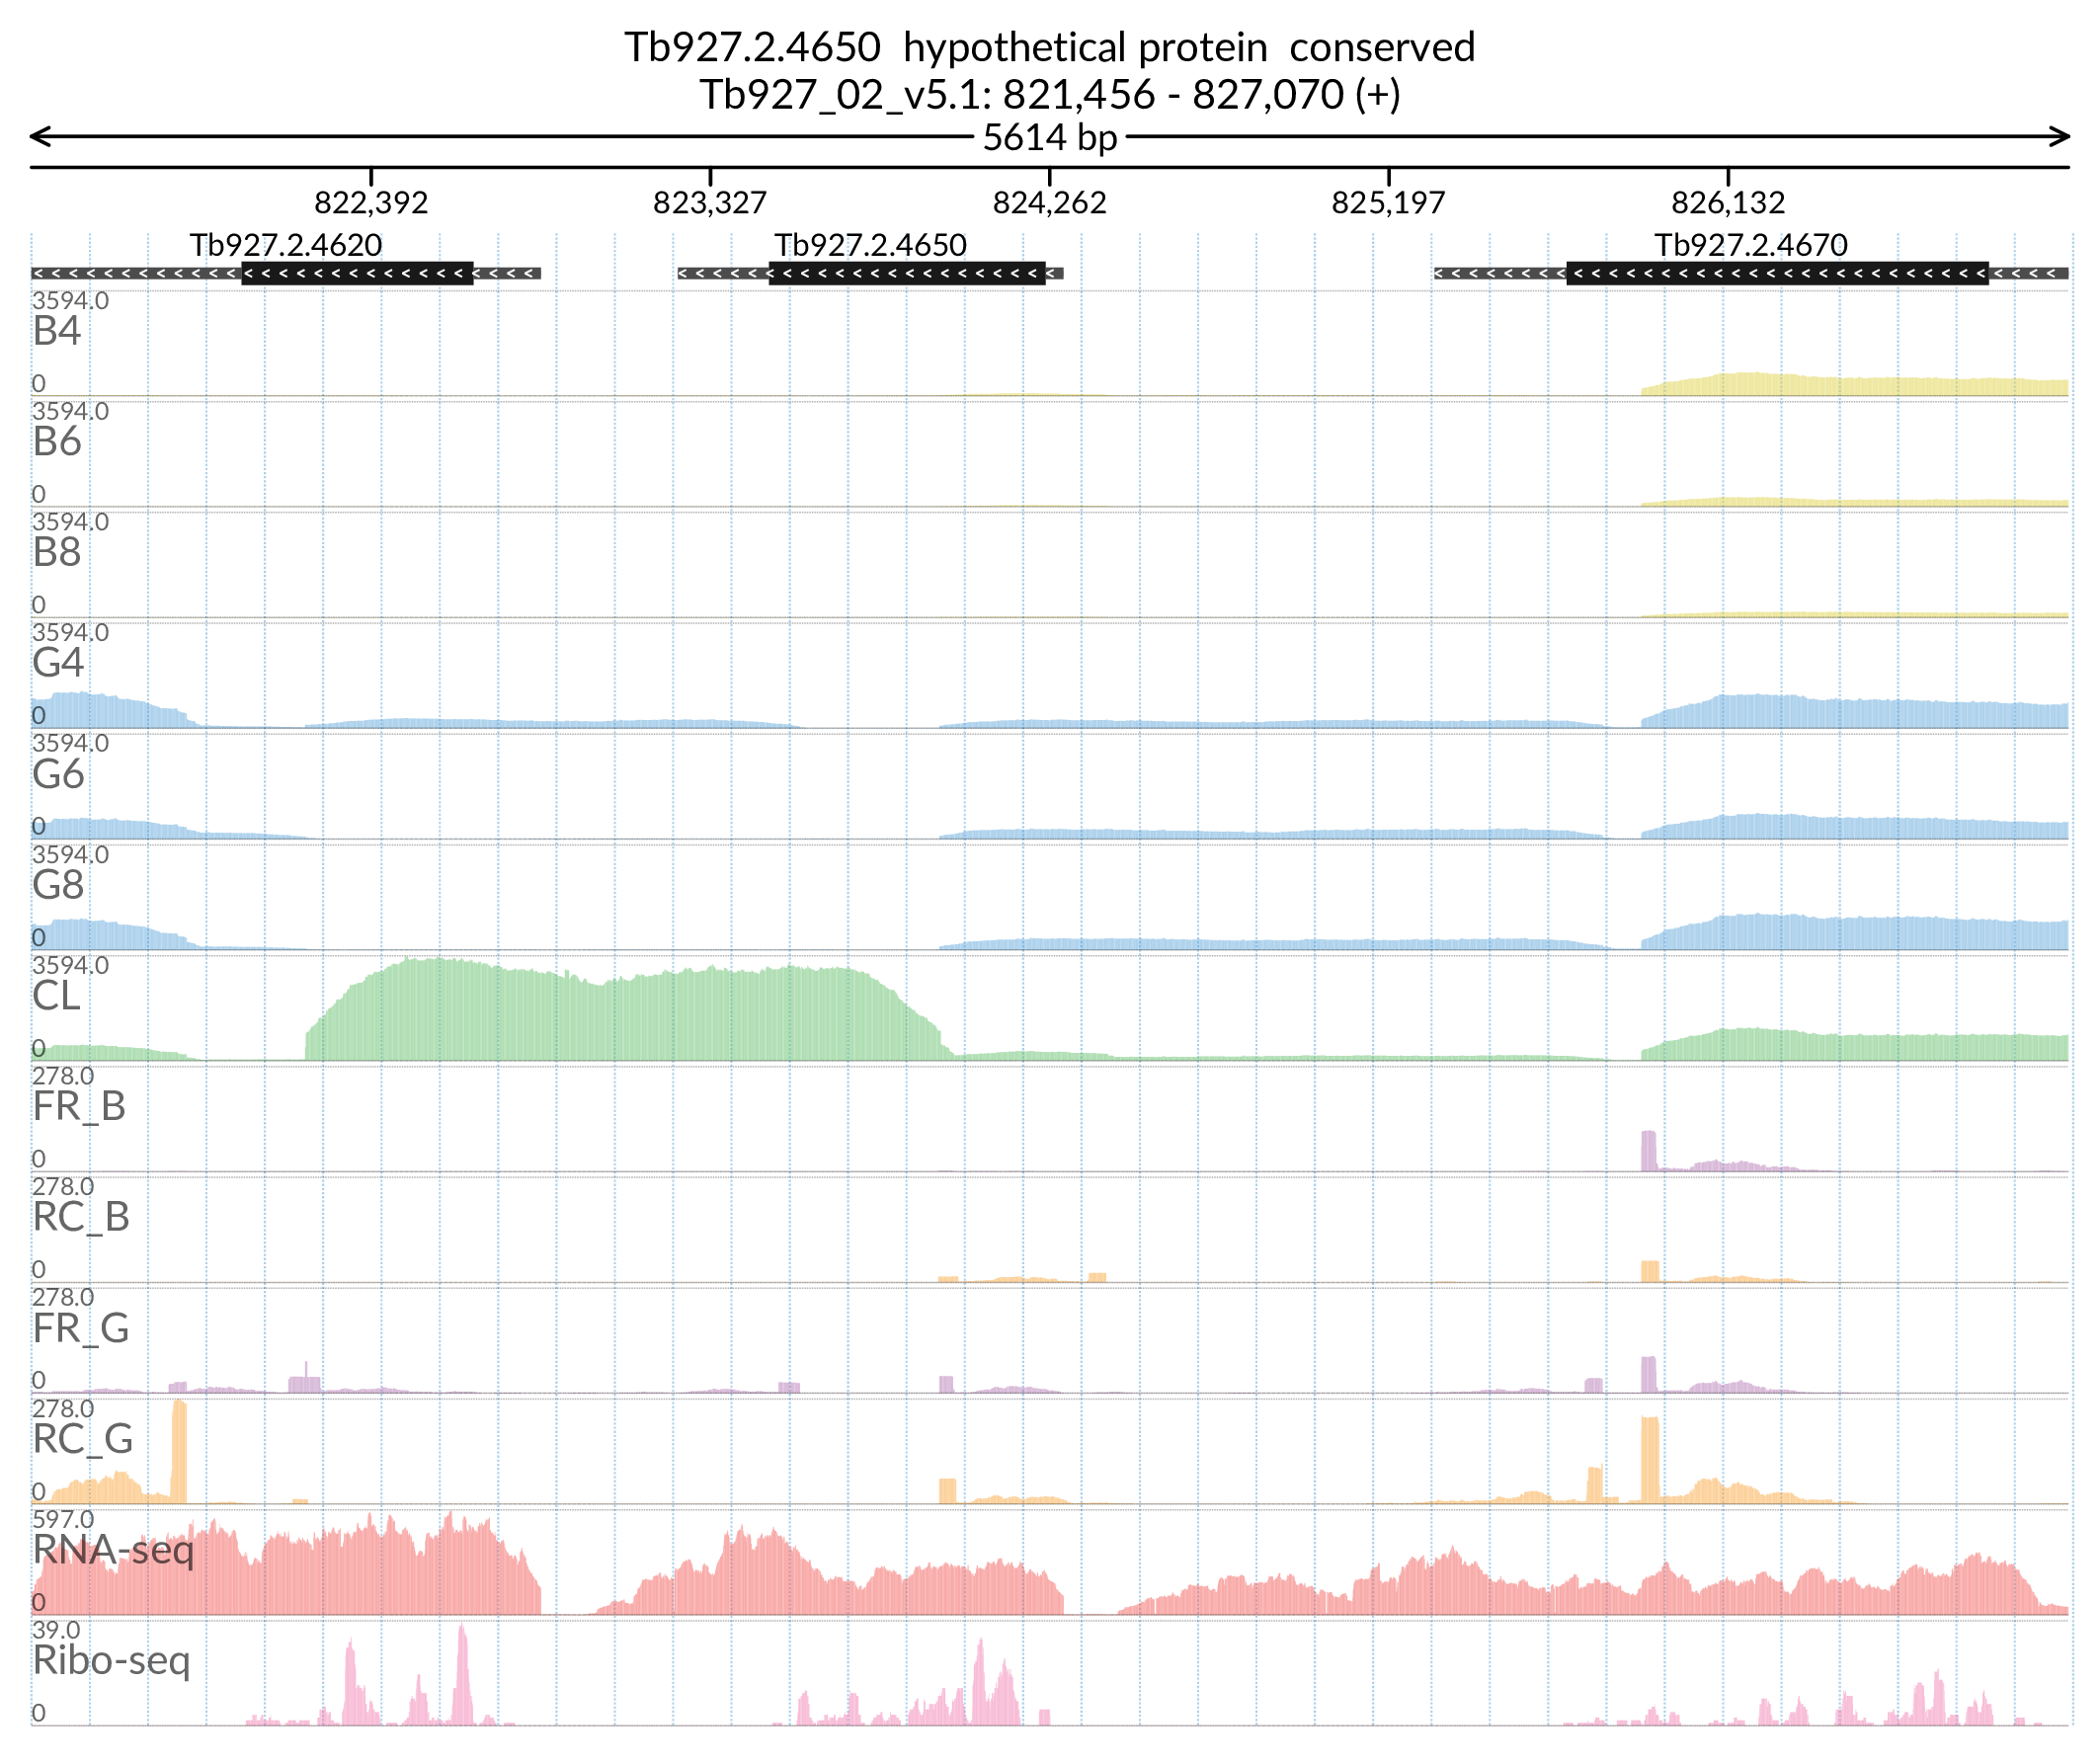 Tb927.2.4650  hypothetical protein  conserved
Tb927_02_v5.1: 821,456 - 827,070 (+)
5614 bp
822,392 823,327 824,262 825,197 826,132
Tb927.2.4620 Tb927.2.4650 Tb927.2.4670
3594.0
B4
0
3594.0
B6
0
3594.0
B8
0
3594.0
G4
0
3594.0
G6
0
3594.0
G8
0
3594.0
CL
0
278.0
FR_B
0
278.0
RC_B
0
278.0
FR_G
0
278.0
RC_G
0
597.0
RNA-seq
0
39.0
Ribo-seq
0